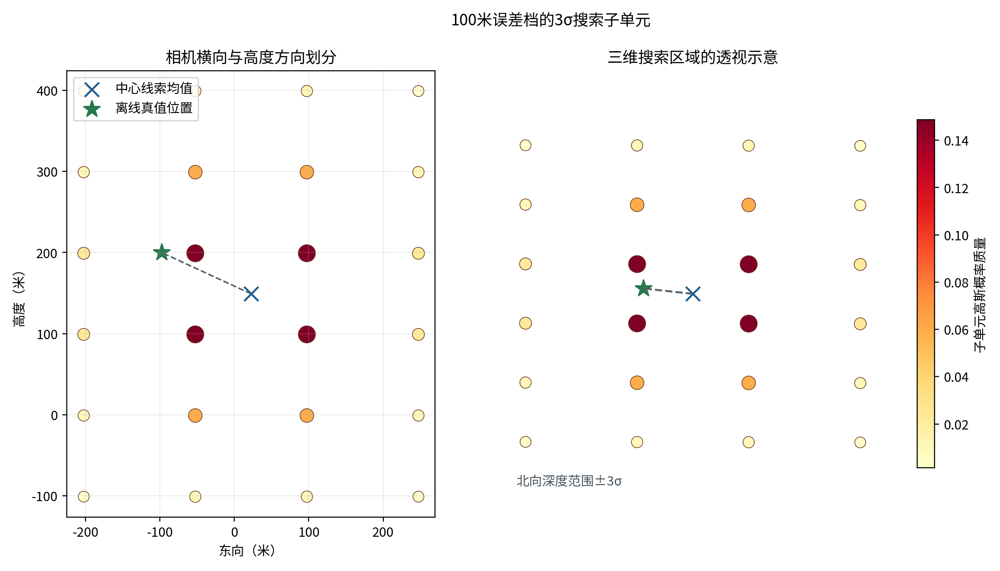 100米误差档的3σ搜索子单元
相机横向与高度方向划分
中心线索均值
离线真值位置
400
300
200
100
0
-100
高度（米）
-200
-100
0
100
200
东向（米）
三维搜索区域的透视示意
北向深度范围±3σ
0.14
0.12
0.10
0.08
0.06
0.04
0.02
子单元高斯概率质量